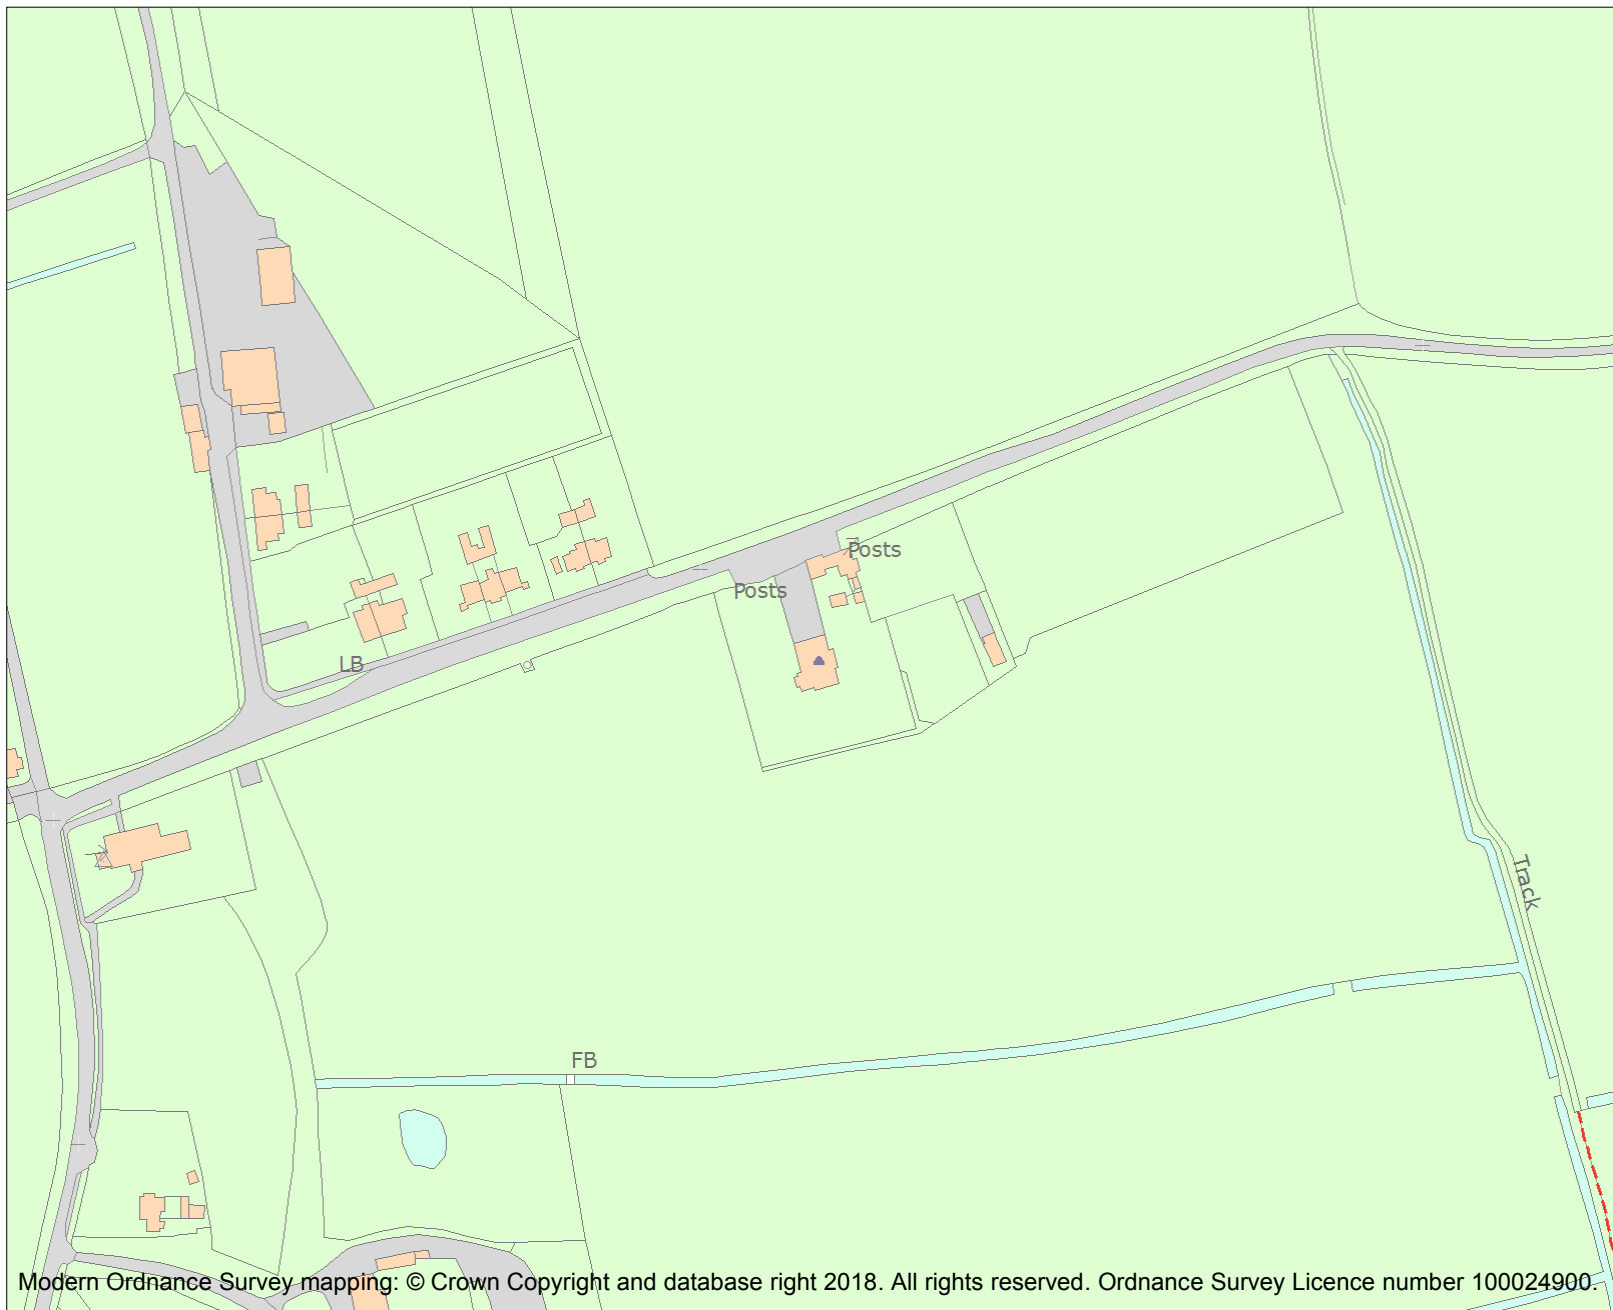 Posts
Posts
LB
Track
FB
Modern Ordnance Survey mapping: © Crown Copyright and database right 2018. All rights reserved. Ordnance Survey Licence number 100024900.